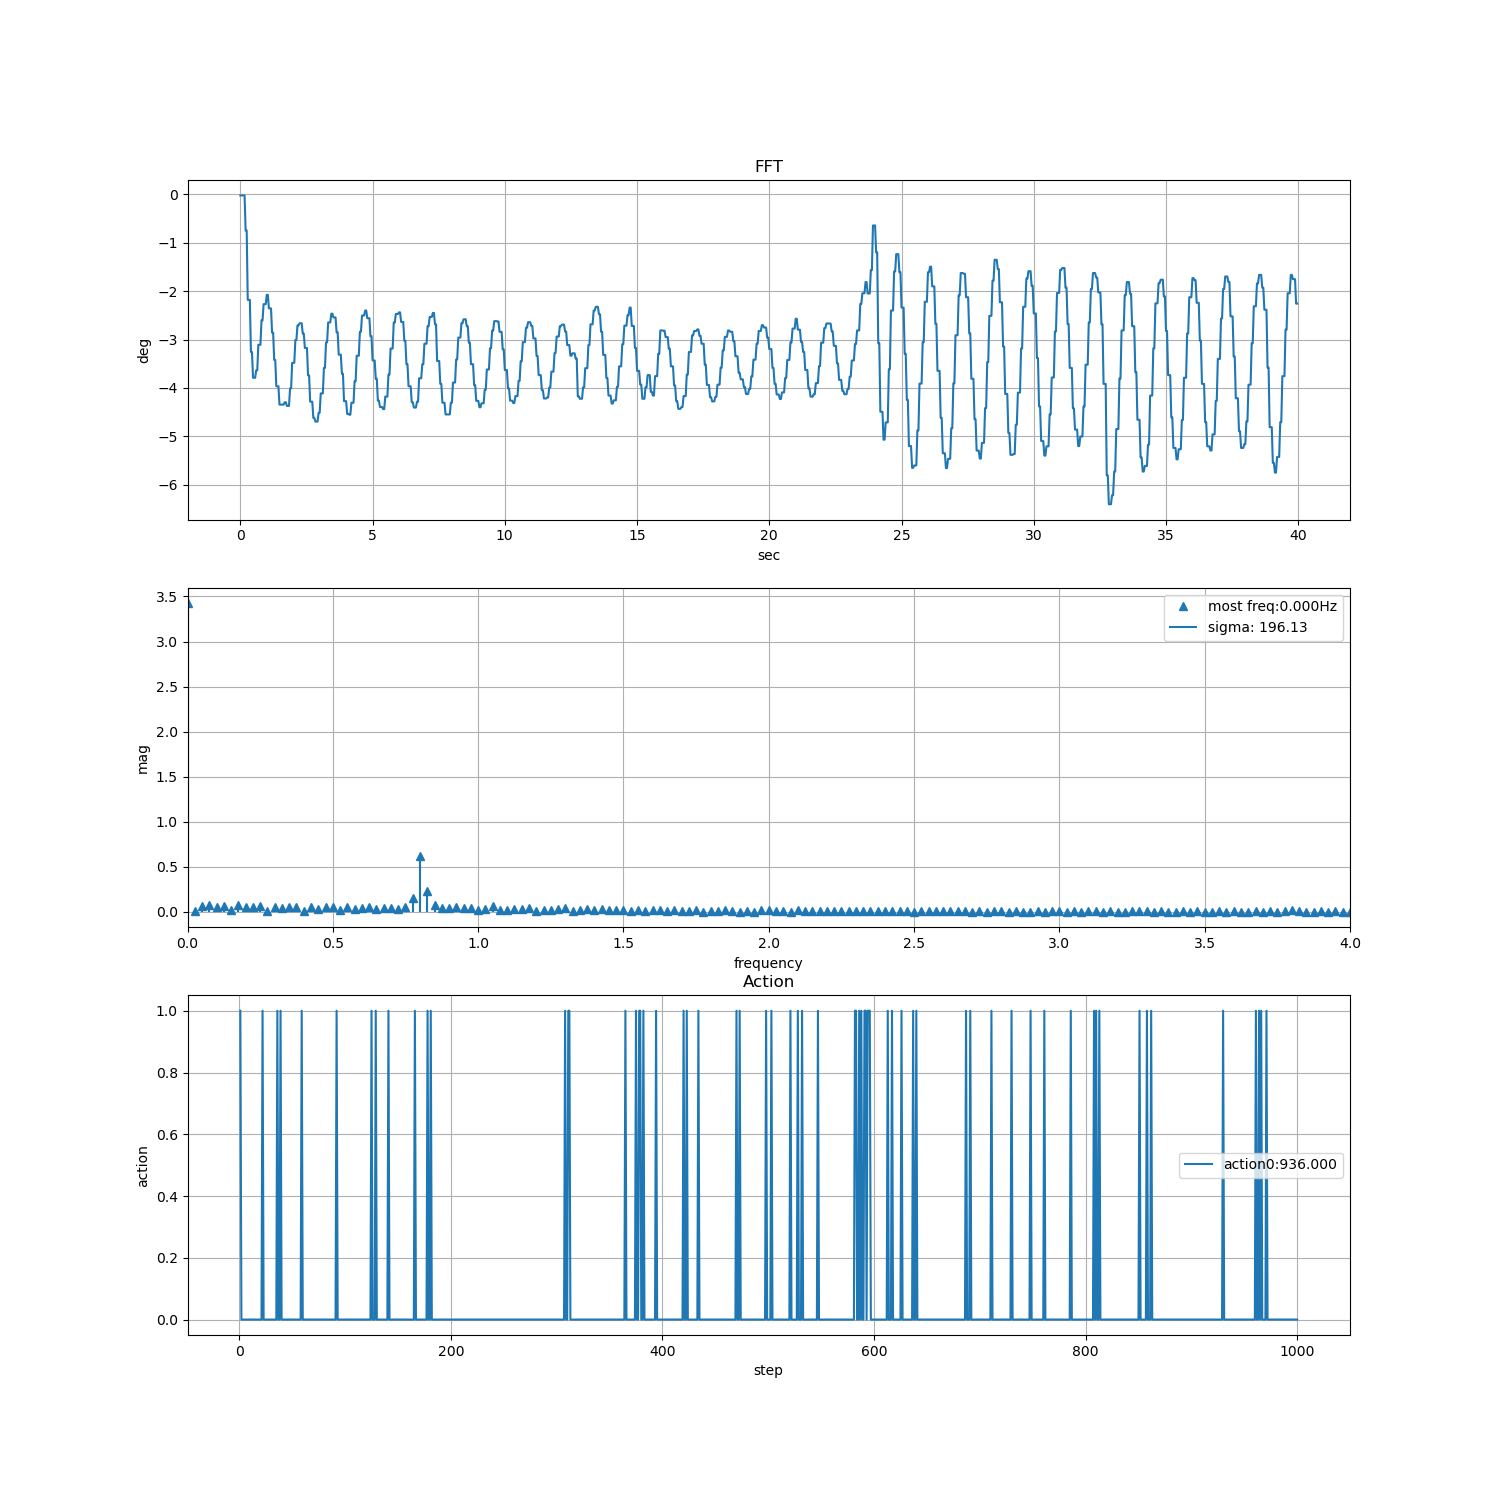 FFT
0
−1
−2
−3
−4
−5
−6
deg
0 5 10 15 20 25 30 35 40
sec
3.5
3.0
2.5
2.0
1.5
1.0
0.5
0.0
mag
most freq:0.000Hz
sigma: 196.13
0.0 0.5 1.0 1.5 2.0 2.5 3.0 3.5 4.0
frequency
Action
1.0
0.8
0.6
0.4
0.2
0.0
action
action0:936.000
0 200 400 600 800 1000
step